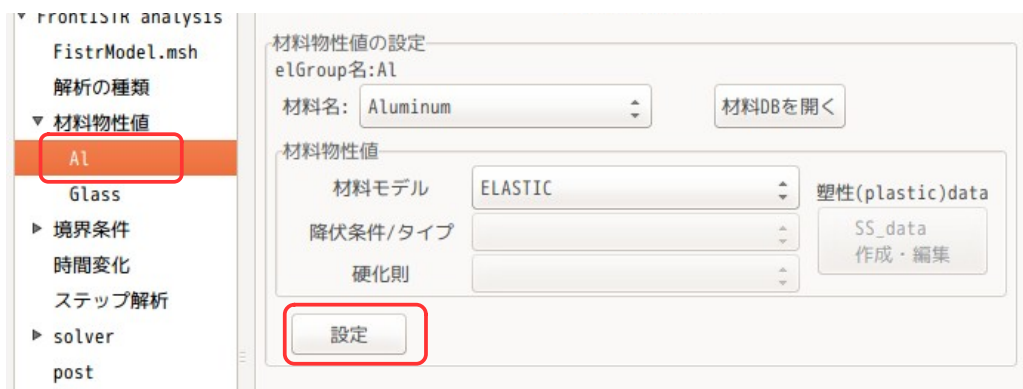 FrontISTR analysis
FistrModel.msh
解析の種類
材料物性値
Al
Glass
境界条件
時間変化
ステップ解析
solver
post
材料物性値の設定
elGroup名:Al
材料名: Aluminum 材料DBを開く
材料物性値
材料モデル ELASTIC 塑性(plastic)data
降伏条件/タイプ SS_data
作成・編集
硬化則
設定